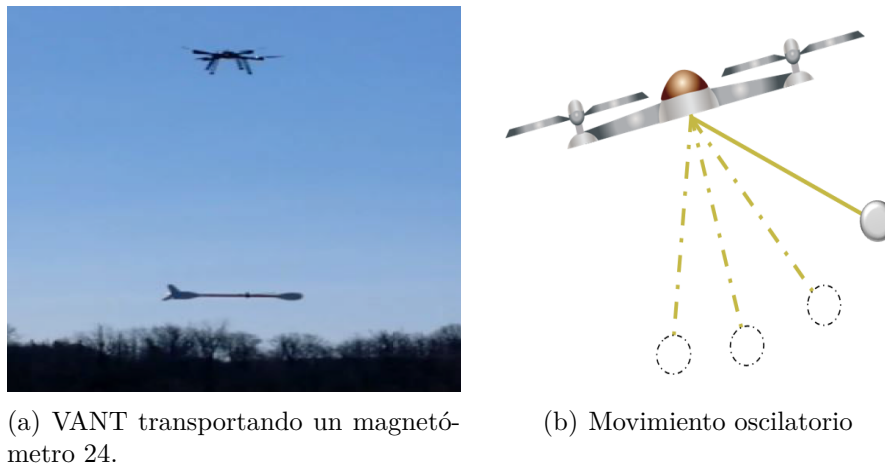 (a) VANT transportando un magnetó-
metro 24.
(b) Movimiento oscilatorio